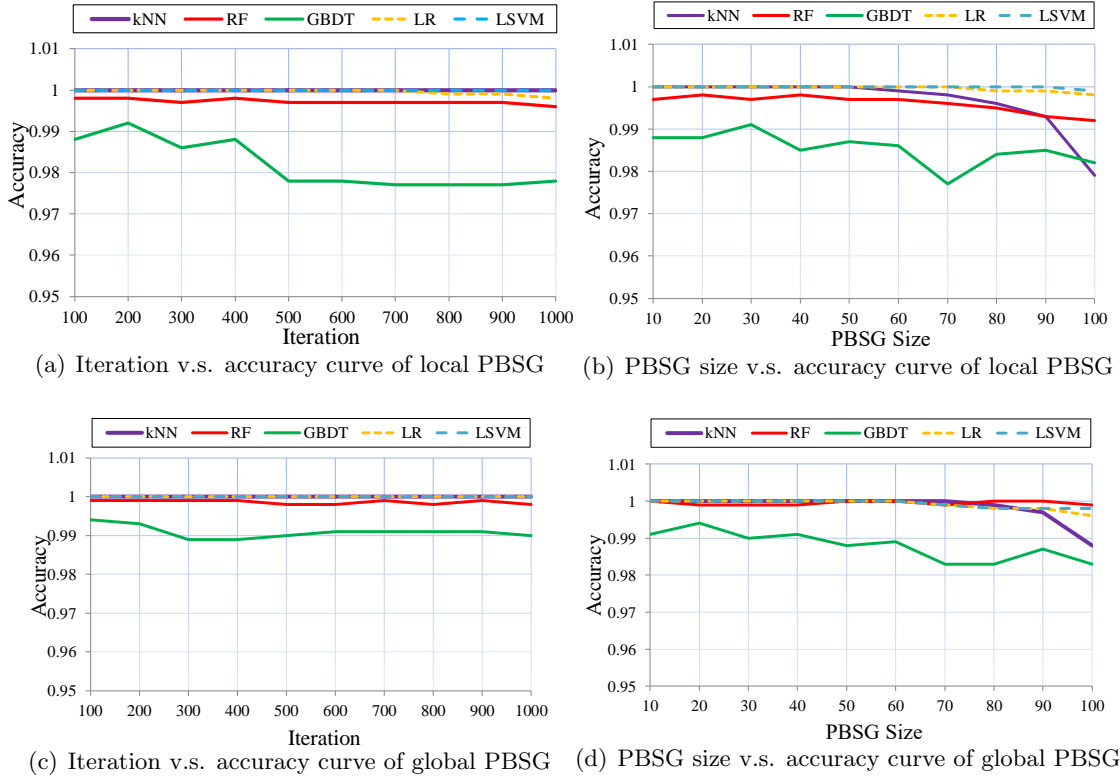 kNN RF GBDT LR LSVM
1.01
1
0.99
0.98
0.97
0.96
0.95
Accuracy
100 200 300 400 500 600 700 800 900 1000
Iteration
(a) Iteration v.s. accuracy curve of local PBSG
kNN RF GBDT LR LSVM
1.01
1
0.99
0.98
0.97
0.96
0.95
Accuracy
10 20 30 40 50 60 70 80 90 100
PBSG Size
(b) PBSG size v.s. accuracy curve of local PBSG
kNN RF GBDT LR LSVM
1.01
1
0.99
0.98
0.97
0.96
0.95
Accuracy
100 200 300 400 500 600 700 800 900 1000
Iteration
(c) Iteration v.s. accuracy curve of global PBSG
kNN RF GBDT LR LSVM
1.01
1
0.99
0.98
0.97
0.96
0.95
Accuracy
10 20 30 40 50 60 70 80 90 100
PBSG Size
(d) PBSG size v.s. accuracy curve of global PBSG